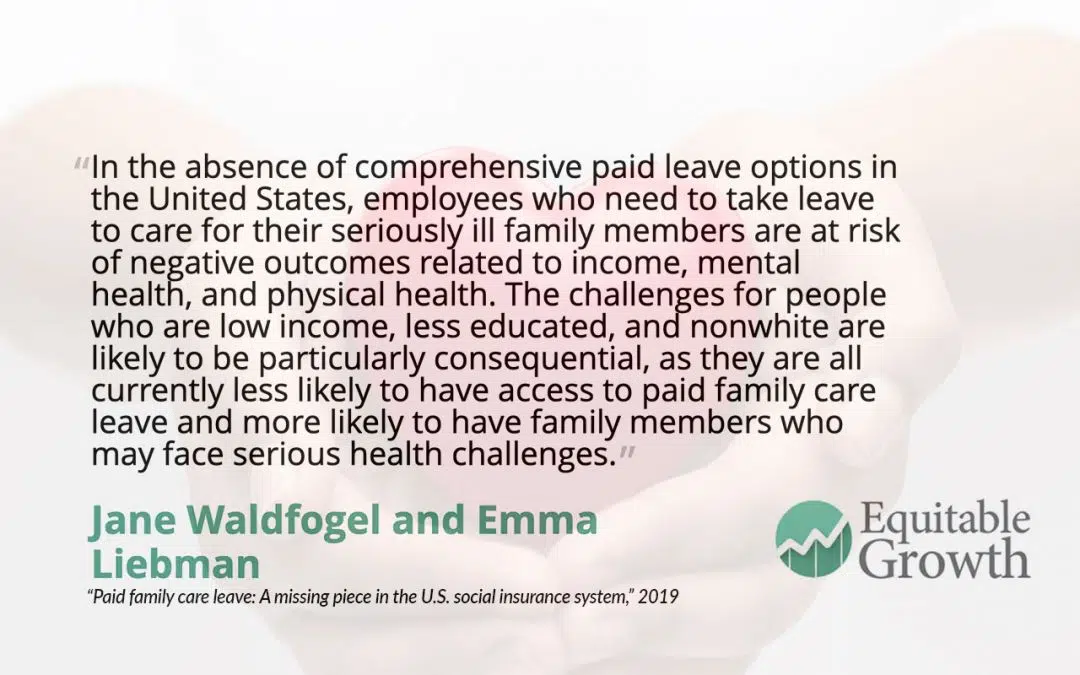 “In the absence of comprehensive paid leave options in
the United States, employees who need to take leave
to care for their seriously ill family members are at risk
of negative outcomes related to income, mental
health, and physical health. The challenges for people
who are low income, less educated, and nonwhite are
likely to be particularly consequential, as they are all
currently less likely to have access to paid family care
leave and more likely to have family members who
may face serious health challenges.”
Jane Waldfogel and Emma
Liebman
“Paid family care leave: A missing piece in the U.S. social insurance system,” 2019
Equitable
Growth